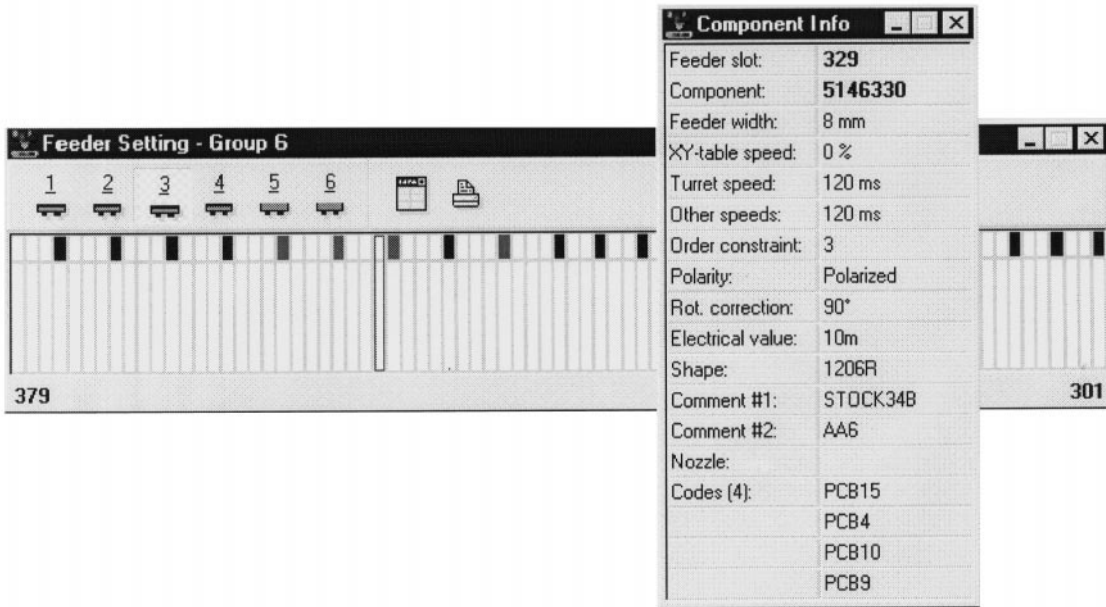 Component Info
Feeder slot: 329
Component: 5146330
Feeder width: 8 mm
XY-table speed: 0 %
Turret speed: 120 ms
Other speeds: 120 ms
Order constraint: 3
Polarity: Polarized
Rot. correction: 90°
Electrical value: 10m
Shape: 1206R
Comment #1: STOCK34B
Comment #2: AA6
Nozzle:
Codes (4): PCB15
PCB4
PCB10
PCB9
Feeder Setting - Group 6
1 2 3 4 5 6
379 301